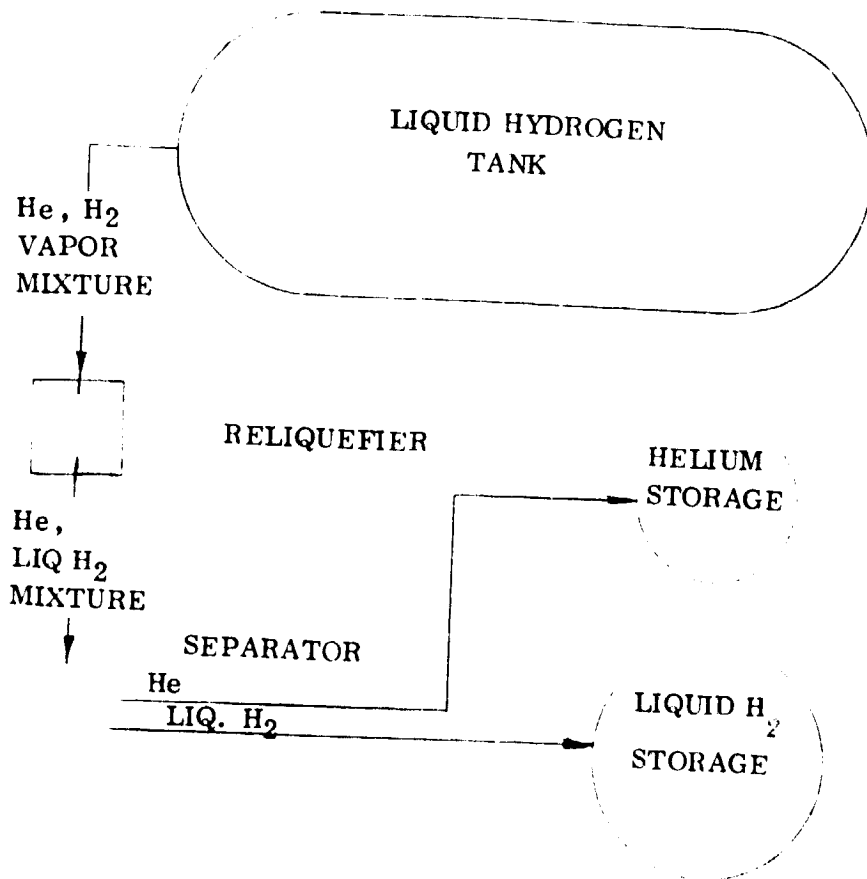 LIQUID HYDROGEN
TANK
He, H₂
VAPOR
MIXTURE
RELIQUEFIER
HELIUM
STORAGE
He,
LIQ H₂
MIXTURE
SEPARATOR
He
LIQ. H₂
LIQUID H₂
STORAGE